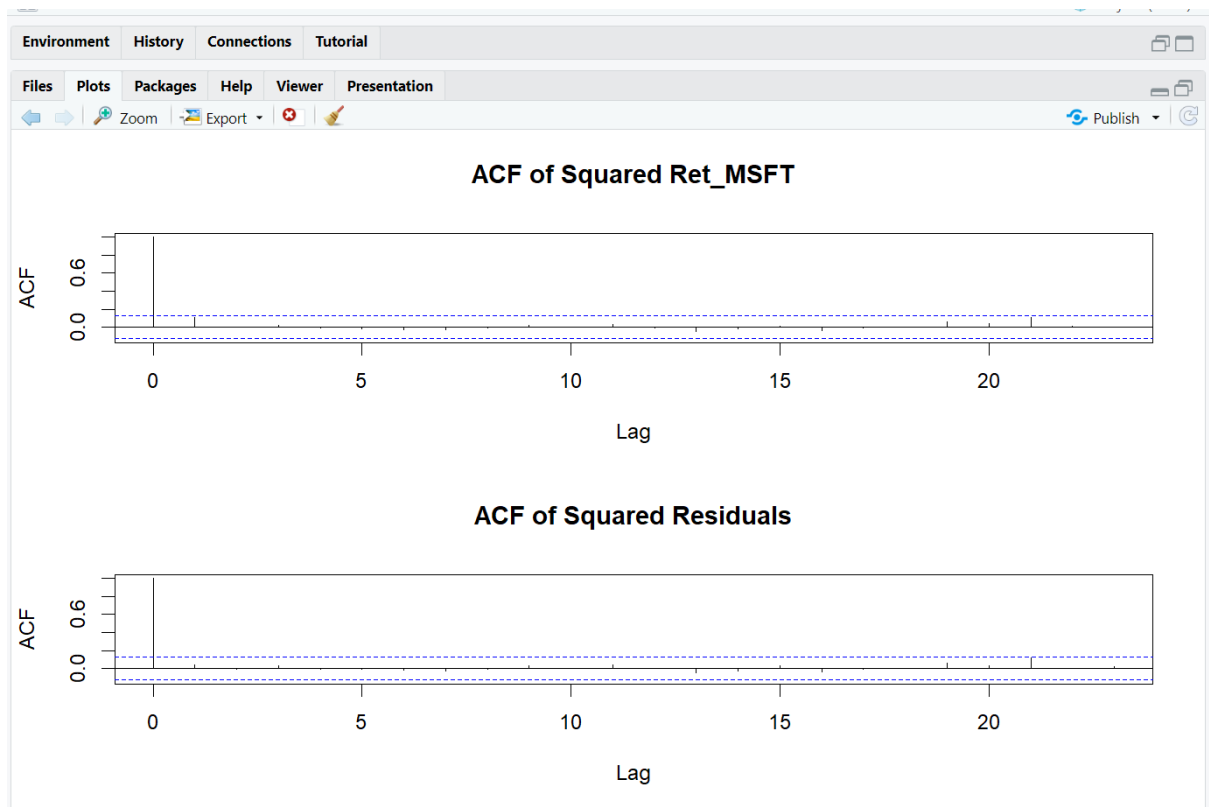 Environment History Connections Tutorial
Files Plots Packages Help Viewer Presentation
Zoom Export Publish
ACF of Squared Ret_MSFT
ACF
0.6
0.0
0 5 10 15 20
Lag
ACF of Squared Residuals
ACF
0.6
0.0
0 5 10 15 20
Lag